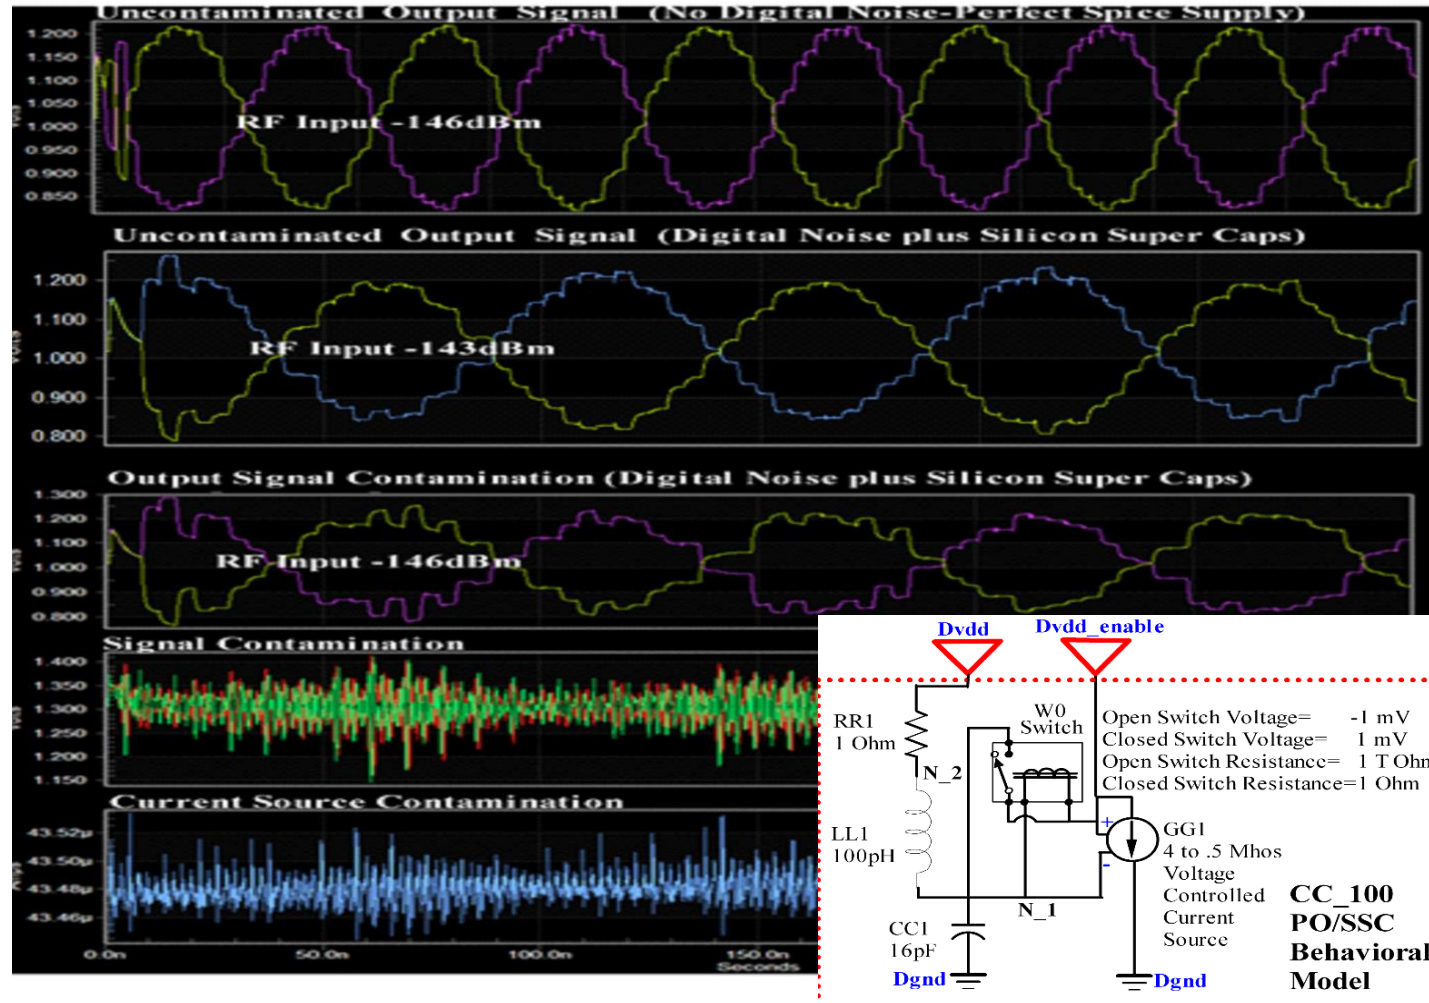 Uncontaminated Output Signal (No Digital Noise-Perfect Spice Supply)
1.200
1.150
1.100
1.050
1.000
0.950
0.900
0.850
RF Input -146dBm
Uncontaminated Output Signal (Digital Noise plus Silicon Super Caps)
1.200
1.100
1.000
0.900
0.800
Volts
RF Input -143dBm
Output Signal Contamination (Digital Noise plus Silicon Super Caps)
1.300
1.200
1.100
1.000
0.900
0.800
RF Input -146dBm
Signal Contamination
1.400
1.350
1.300
1.250
1.200
1.150
Current Source Contamination
43.52µ
43.50µ
43.48µ
43.46µ
0.0n 50.0n 100.0n 150.0n
Seconds
Dvdd Dvdd_enable
RR1
1 Ohm
W0
Switch
Open Switch Voltage= -1 mV
Closed Switch Voltage= 1 mV
Open Switch Resistance= 1 T Ohm
Closed Switch Resistance=1 Ohm
N_2
LL1
100pH
+
-
GG1
4 to .5 Mhos
Voltage
Controlled
Current
Source
N_1
CC1
16pF
Dgnd
Dgnd
CC_100
PO/SSC
Behavioral
Model